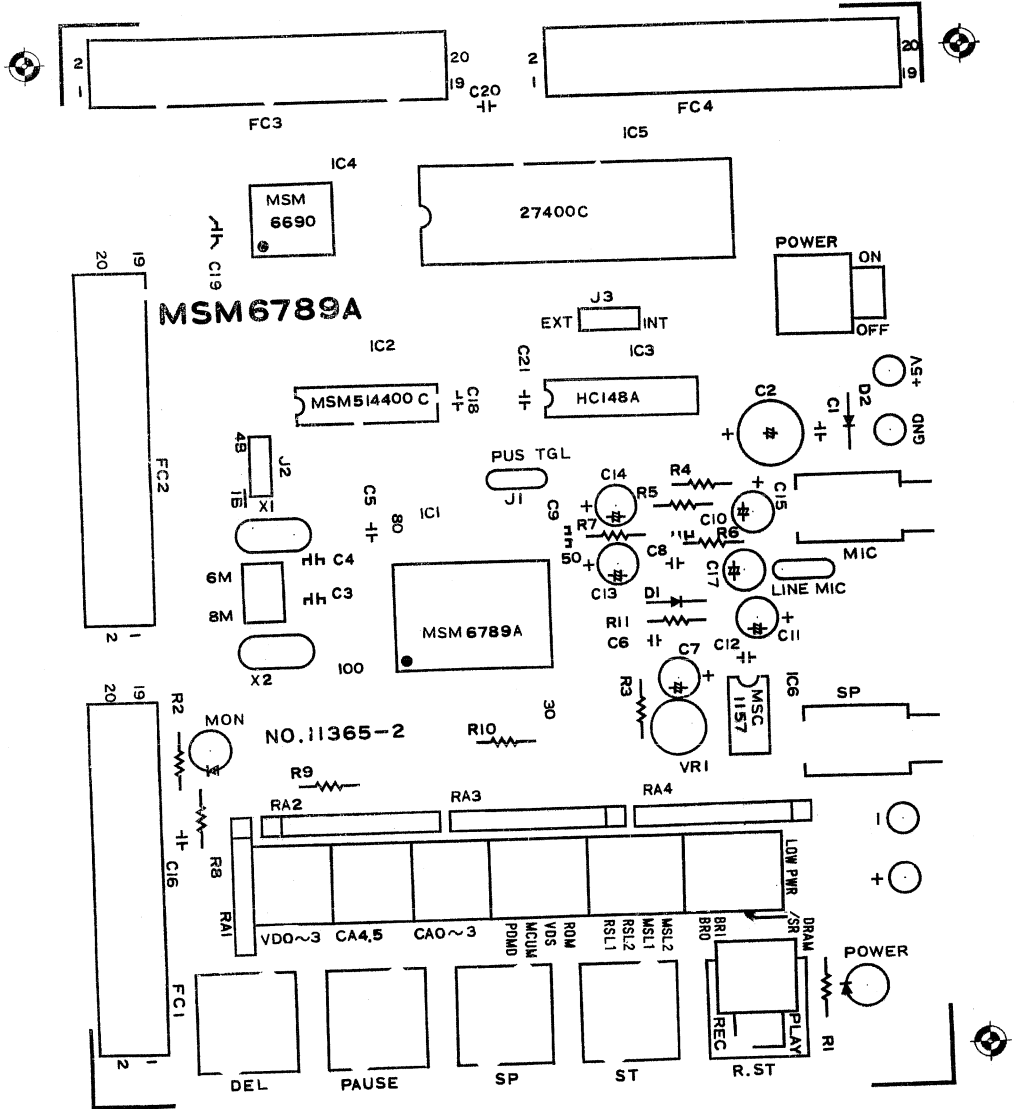 2
1
20
19
C20
2
1
20
19
FC3
FC4
IC5
IC4
MSM
6690
27400C
C19
POWER
ON
OFF
20
19
MSM6789A
J3
EXT
INT
IC2
C21
IC3
MSM514400C
C18
HC148A
C2
C1
D2
+5V
GND
+
4B
J2
1B
X1
FC2
PUS TGL
J1
C5
80
IC1
C9
50
C14
+
R4
R5
R7
C10
R6
C15
+
C8
C13
+
C17
MIC
LINE MIC
C4
6M
C3
8M
X2
100
MSM6789A
D1
R11
C6
C12
C11
+
C7
+
2
1
20
19
R2
MON
NO.11365-2
R10
30
R3
VR1
MSC
1157
IC6
SP
R9
RA2
RA3
RA4
−
+
C16
R8
RA1
LOW PWR
VD0~3
CA4,5
CA0~3
PDMD
MCUM
VDS
ROM
RSL1
RSL2
MSL1
MSL2
BR0
BR1
/SR
DRAM
POWER
FC1
REC
PLAY
R1
2
1
DEL
PAUSE
SP
ST
R.ST